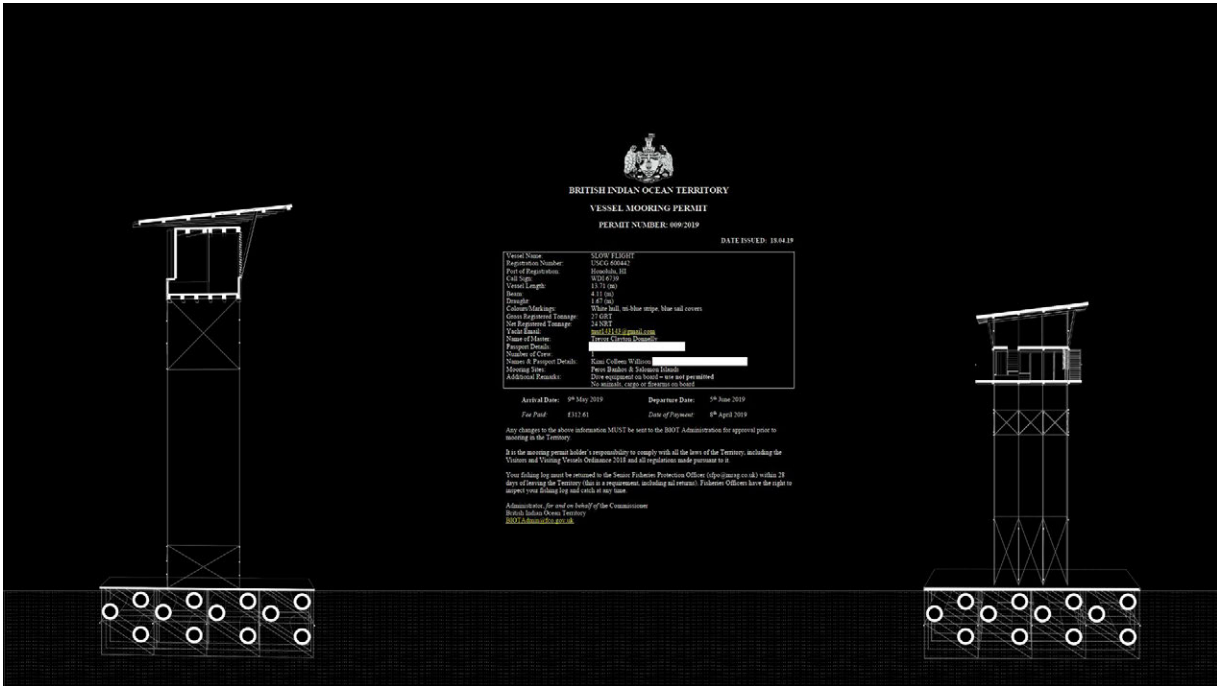 BRITISH INDIAN OCEAN TERRITORY
VESSEL MOORING PERMIT
PERMIT NUMBER: 009/2019
DATE ISSUED: 18.04.19
Vessel Name: SLOW FLIGHT
Registration Number: USCG 600442
Port of Registration: Honolulu, HI
Call Sign: WDI 6739
Vessel Length: 13.71 (m)
Beam: 4.11 (m)
Draught: 1.67 (m)
Colours/Markings: White hull, tri-blue stripe, blue sail covers
Gross Registered Tonnage: 27 GRT
Net Registered Tonnage: 24 NRT
Yacht Email: @gmail.com
Name of Master: Trevor Clayton Donnelly
Passport Details:
Number of Crew: 1
Names & Passport Details: Kimi Colleen Willison
Mooring Sites: Peros Banhos & Salomon Islands
Additional Remarks: Dive equipment on board – use not permitted
No animals, cargo or firearms on board
Arrival Date: 9th May 2019 Departure Date: 5th June 2019
Fee Paid: £312.61 Date of Payment: 8th April 2019
Any changes to the above information MUST be sent to the BIOT Administration for approval prior to
mooring in the Territory.
It is the mooring permit holder's responsibility to comply with all the laws of the Territory, including the
Visitors and Visiting Vessels Ordinance 2018 and all regulations made pursuant to it.
Your fishing log must be returned to the Senior Fisheries Protection Officer (sfpo@mrag.co.uk) within 28
days of leaving the Territory (this is a requirement, including nil returns). Fisheries Officers have the right to
inspect your fishing log and catch at any time.
Administrator, for and on behalf of the Commissioner
British Indian Ocean Territory
BIOTAdmin@fco.gov.uk